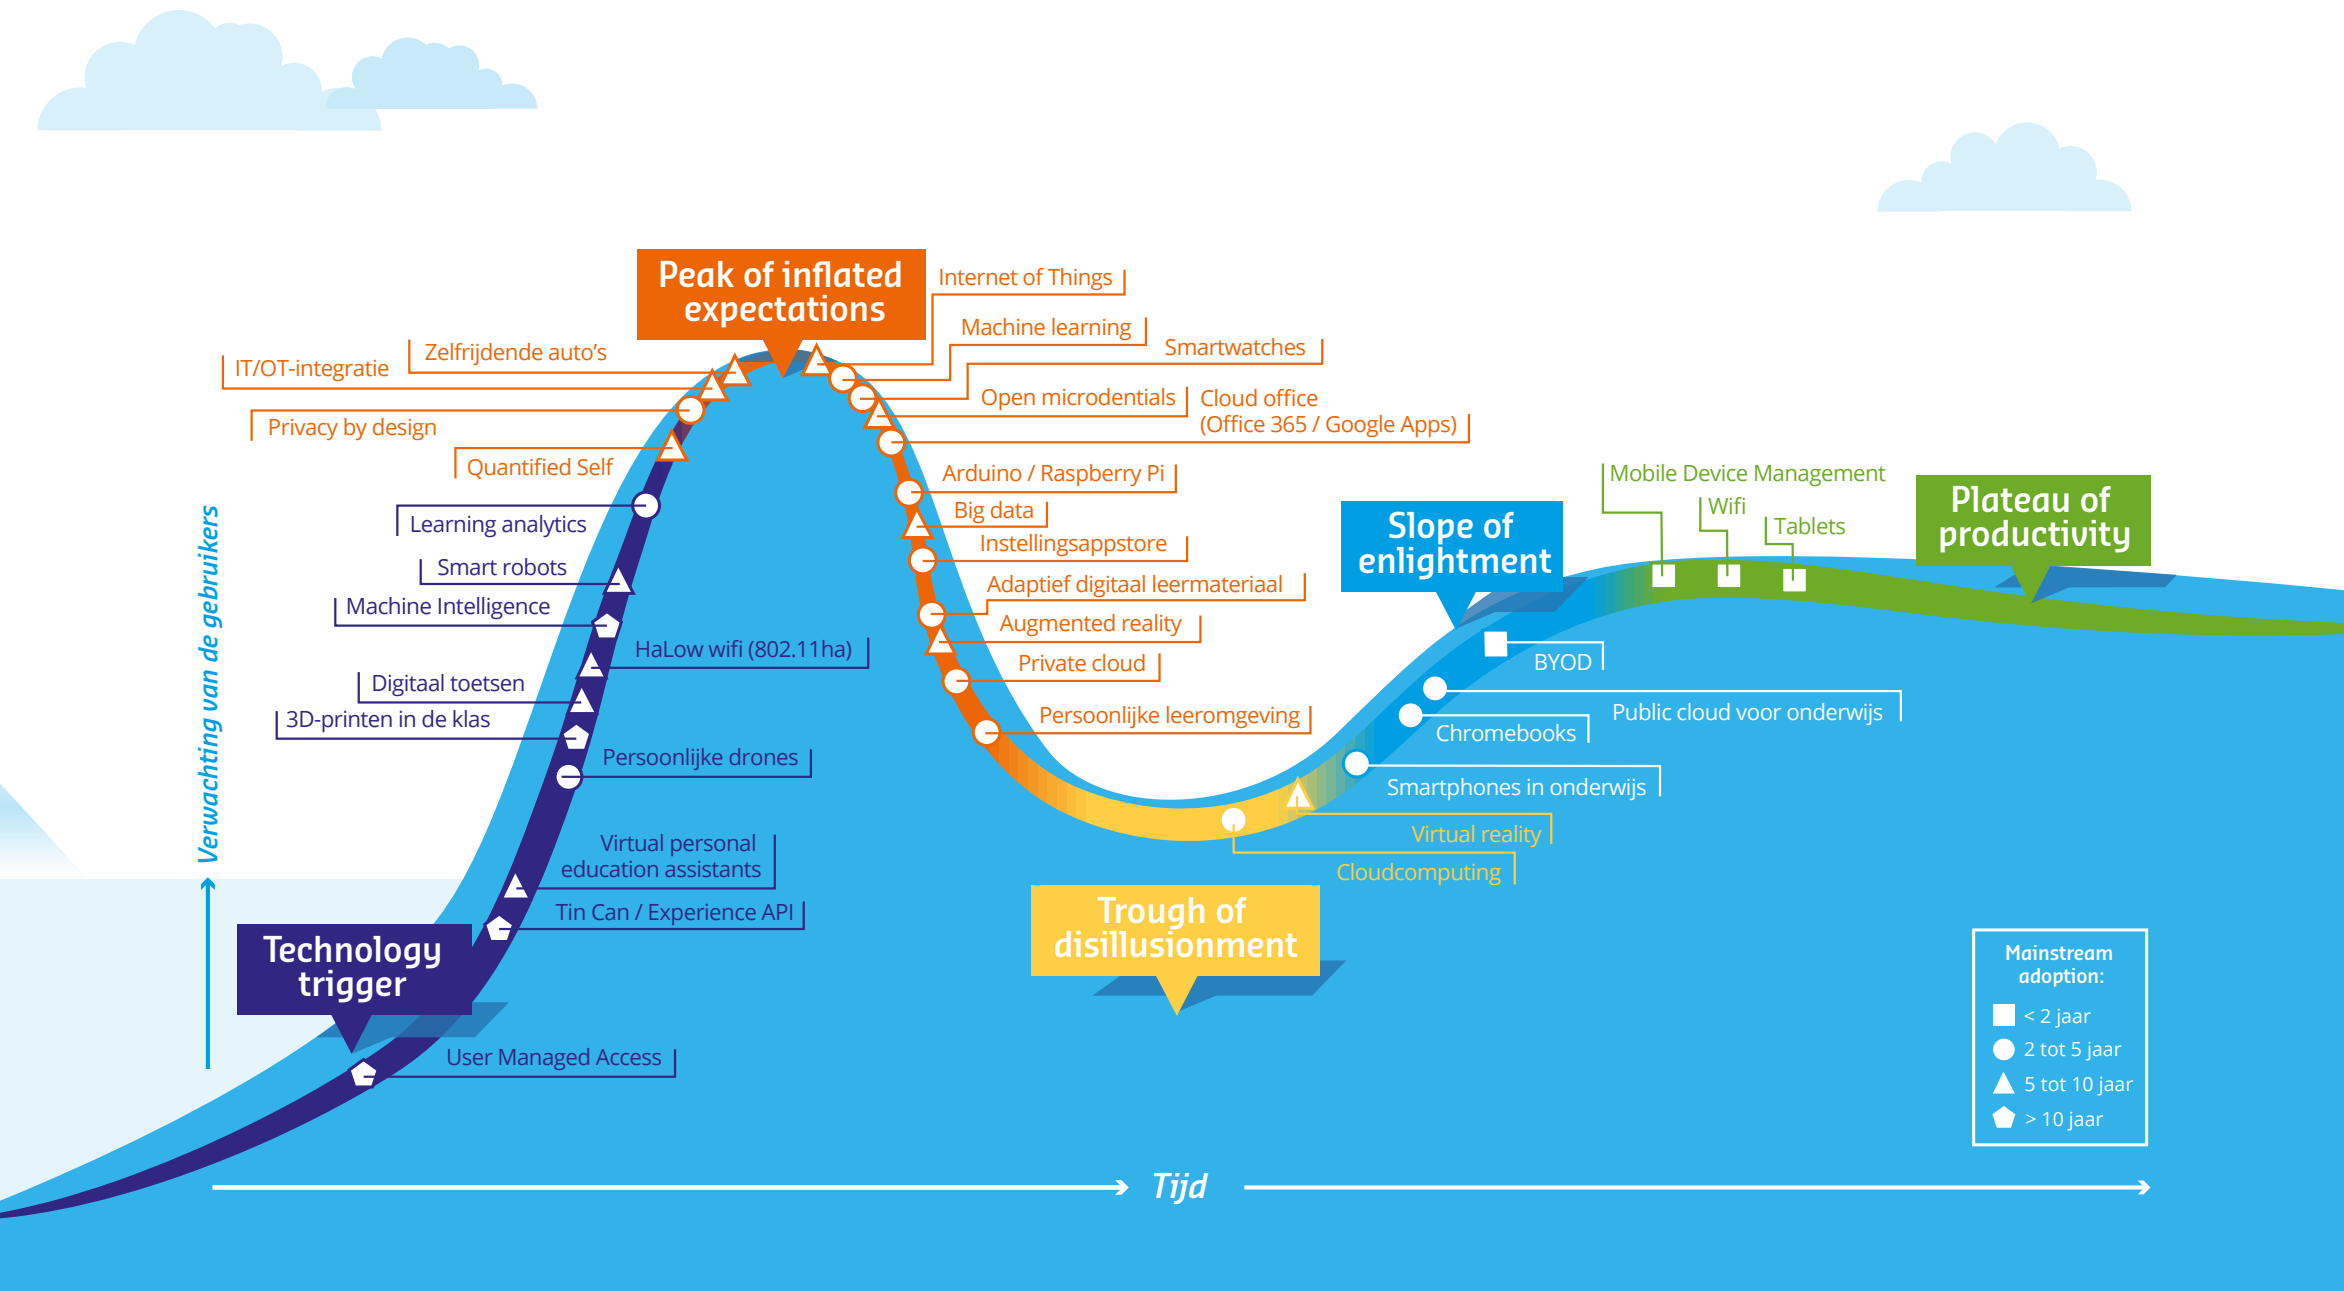 Peak of inflated
expectations
Internet of Things
Machine learning
Smartwatches
Zelfrijdende auto’s
IT/OT-integratie
Open microdentials
Cloud office
(Office 365 / Google Apps)
Privacy by design
Quantified Self
Arduino / Raspberry Pi
Big data
Instellingsappstore
Adaptief digitaal leermateriaal
Augmented reality
Private cloud
Persoonlijke leeromgeving
Learning analytics
Smart robots
Machine Intelligence
HaLow wifi (802.11ha)
Digitaal toetsen
3D-printen in de klas
Persoonlijke drones
Virtual personal
education assistants
Tin Can / Experience API
Technology
trigger
User Managed Access
Verwachting van de gebruikers
Slope of
enlightment
Mobile Device Management
Wifi
Tablets
Plateau of
productivity
BYOD
Public cloud voor onderwijs
Chromebooks
Smartphones in onderwijs
Virtual reality
Cloudcomputing
Trough of
disillusionment
Mainstream
adoption:
< 2 jaar
2 tot 5 jaar
5 tot 10 jaar
> 10 jaar
Tijd